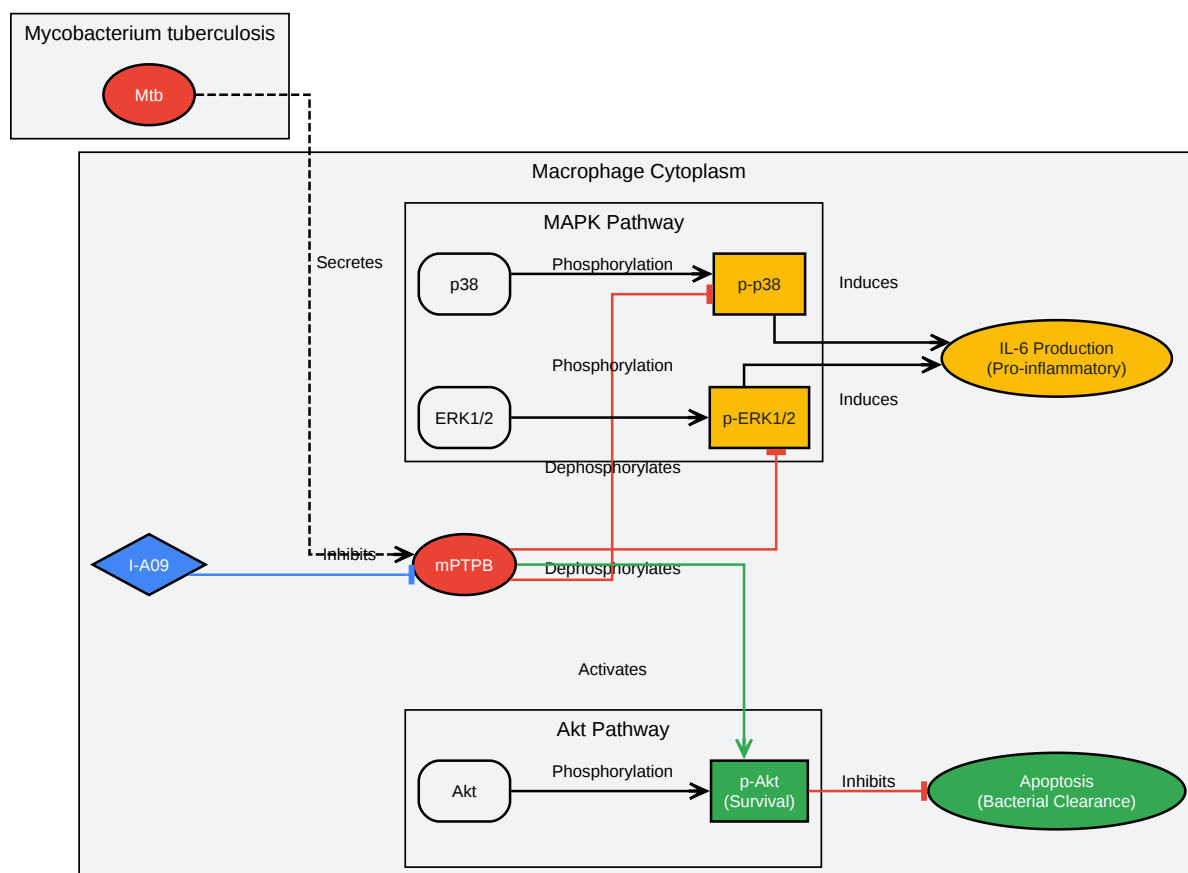 Mycobacterium tuberculosis
Mtb
Macrophage Cytoplasm
MAPK Pathway
Secretes
p38
Phosphorylation
p-p38
Induces
IL-6 Production
(Pro-inflammatory)
Phosphorylation
ERK1/2
p-ERK1/2
Induces
Dephosphorylates
I-A09
Inhibits
mPTPB
Dephosphorylates
Activates
Akt Pathway
Akt
Phosphorylation
p-Akt
(Survival)
Inhibits
Apoptosis
(Bacterial Clearance)